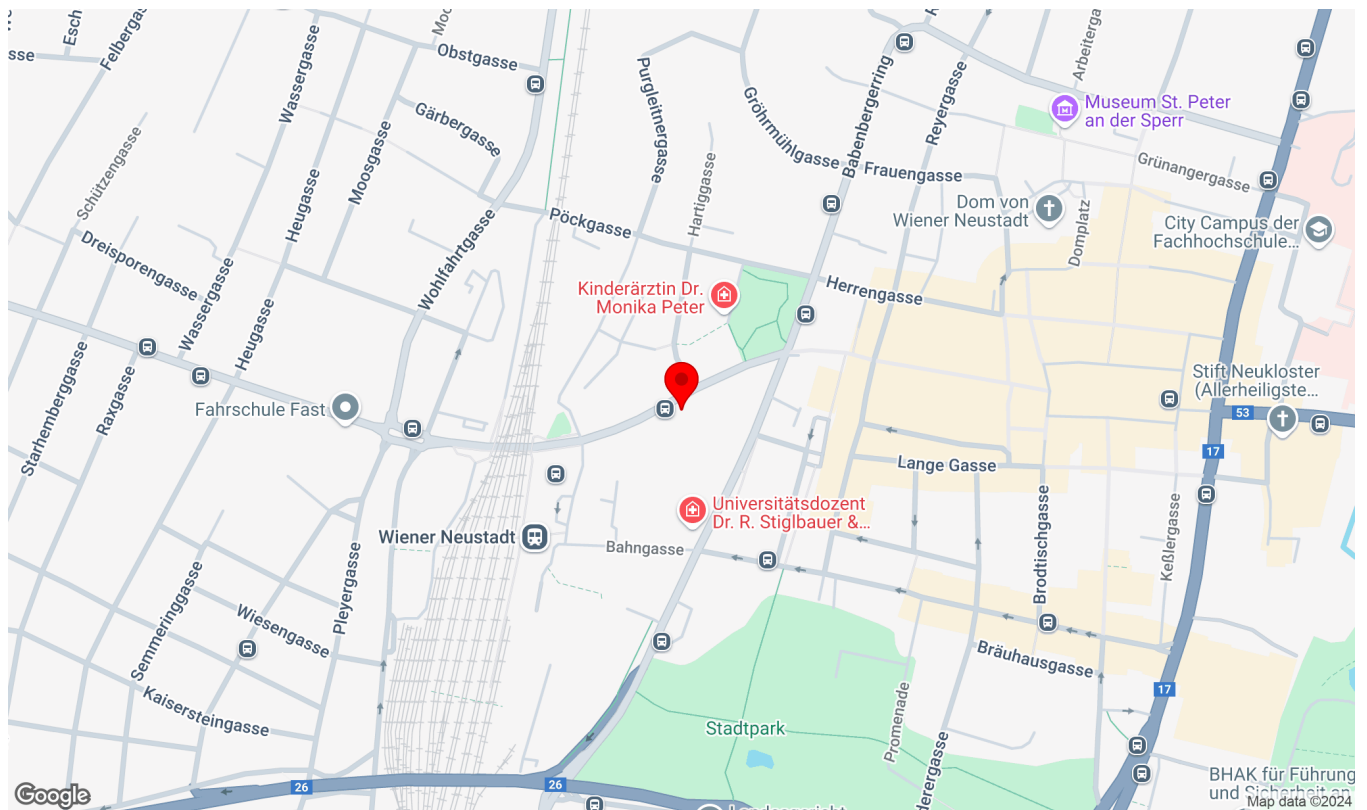 Felbergasse
Wassergasse
Obstgasse
Gärbergasse
Schützengasse
Heugasse
Moosgasse
Purgleitnergasse
Hartiggasse
Gröhrmühlgasse
Babenbergerring
Reyergasse
Frauengasse
Museum St. Peter
an der Sperr
Grünangergasse
Dom von
Wiener Neustadt
Domplatz
City Campus der
Fachhochschule...
Pöckgasse
Dreisporengasse
Wassergasse
Wohlfahrtgasse
Herrengasse
Kinderärztin Dr.
Monika Peter
Heugasse
Starhemberggasse
Raxgasse
Fahrschule Fast
Stift Neukloster
(Allerheiligste...
53
17
Lange Gasse
Brodtischgasse
Keßlergasse
Universitätsdozent
Dr. R. Stiglbauer &...
Wiener Neustadt
Bahngasse
Semmeringgasse
Wiesengasse
Pleyergasse
Kaisersteingasse
Bräuhausgasse
17
Promenade
Stadtpark
Herergasse
26
26
BHAK für Führung
und Sicherheit an
Google
Map data ©2024